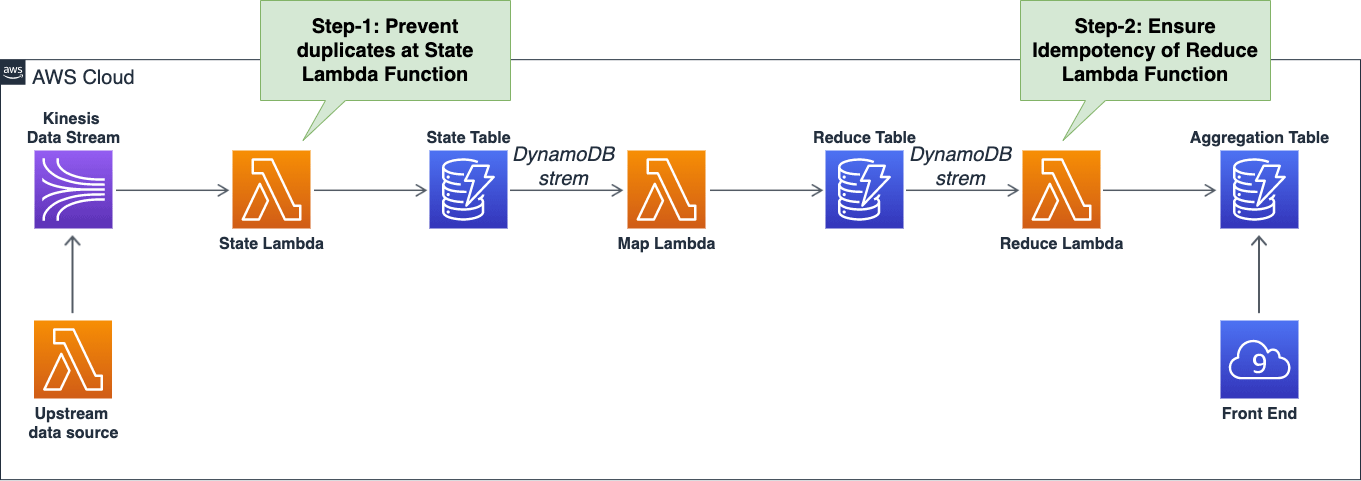 Step-1: Prevent
duplicates at State
Lambda Function
Step-2: Ensure
Idempotency of Reduce
Lambda Function
aws
AWS Cloud
Kinesis
Data Stream
State Lambda
State Table
DynamoDB
strem
Map Lambda
Reduce Table
DynamoDB
strem
Reduce Lambda
Aggregation Table
Upstream
data source
9
Front End